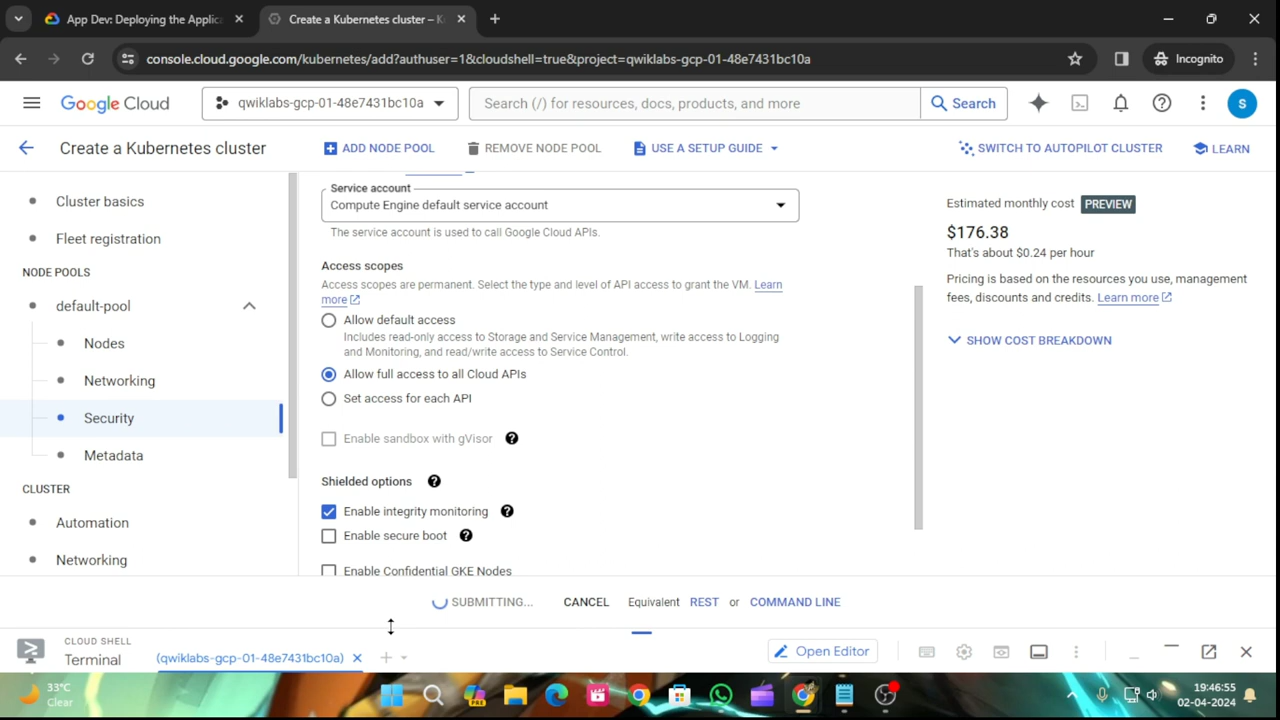 App Dev: Deploying the Applica
Create a Kubernetes cluster – K
console.cloud.google.com/kubernetes/add?authuser=1&cloudshell=true&project=qwiklabs-gcp-01-48e7431bc10a
Incognito
Google Cloud
qwiklabs-gcp-01-48e7431bc10a
Search (/) for resources, docs, products, and more
Search
S
Create a Kubernetes cluster
ADD NODE POOL
REMOVE NODE POOL
USE A SETUP GUIDE
SWITCH TO AUTOPILOT CLUSTER
LEARN
Cluster basics
Fleet registration
NODE POOLS
default-pool
Nodes
Networking
Security
Metadata
CLUSTER
Automation
Networking
Service account
Compute Engine default service account
The service account is used to call Google Cloud APIs.
Access scopes
Access scopes are permanent. Select the type and level of API access to grant the VM. Learn
more
Allow default access
Includes read-only access to Storage and Service Management, write access to Logging
and Monitoring, and read/write access to Service Control.
Allow full access to all Cloud APIs
Set access for each API
Enable sandbox with gVisor
Shielded options
Enable integrity monitoring
Enable secure boot
Enable Confidential GKE Nodes
Estimated monthly cost PREVIEW
$176.38
That's about $0.24 per hour
Pricing is based on the resources you use, management
fees, discounts and credits. Learn more
SHOW COST BREAKDOWN
SUBMITTING...
CANCEL
Equivalent REST or COMMAND LINE
CLOUD SHELL
Terminal
(qwiklabs-gcp-01-48e7431bc10a)
Open Editor
33°C
Clear
PRE
19:46:55
02-04-2024